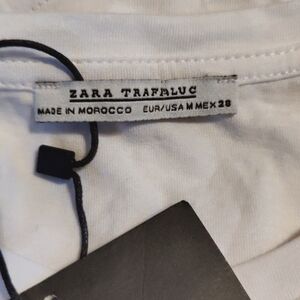 ZARA TRAFALUC
MADE IN MOROCCO EUR/USA M MEX 28